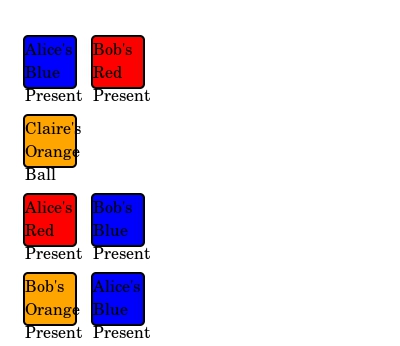 Alice's Bob's
Blue Red
Present Present
Claire's
Orange
Ball
Alice's Bob's
Red Blue
Present Present
Bob's Alice's
Orange Blue
Present Present